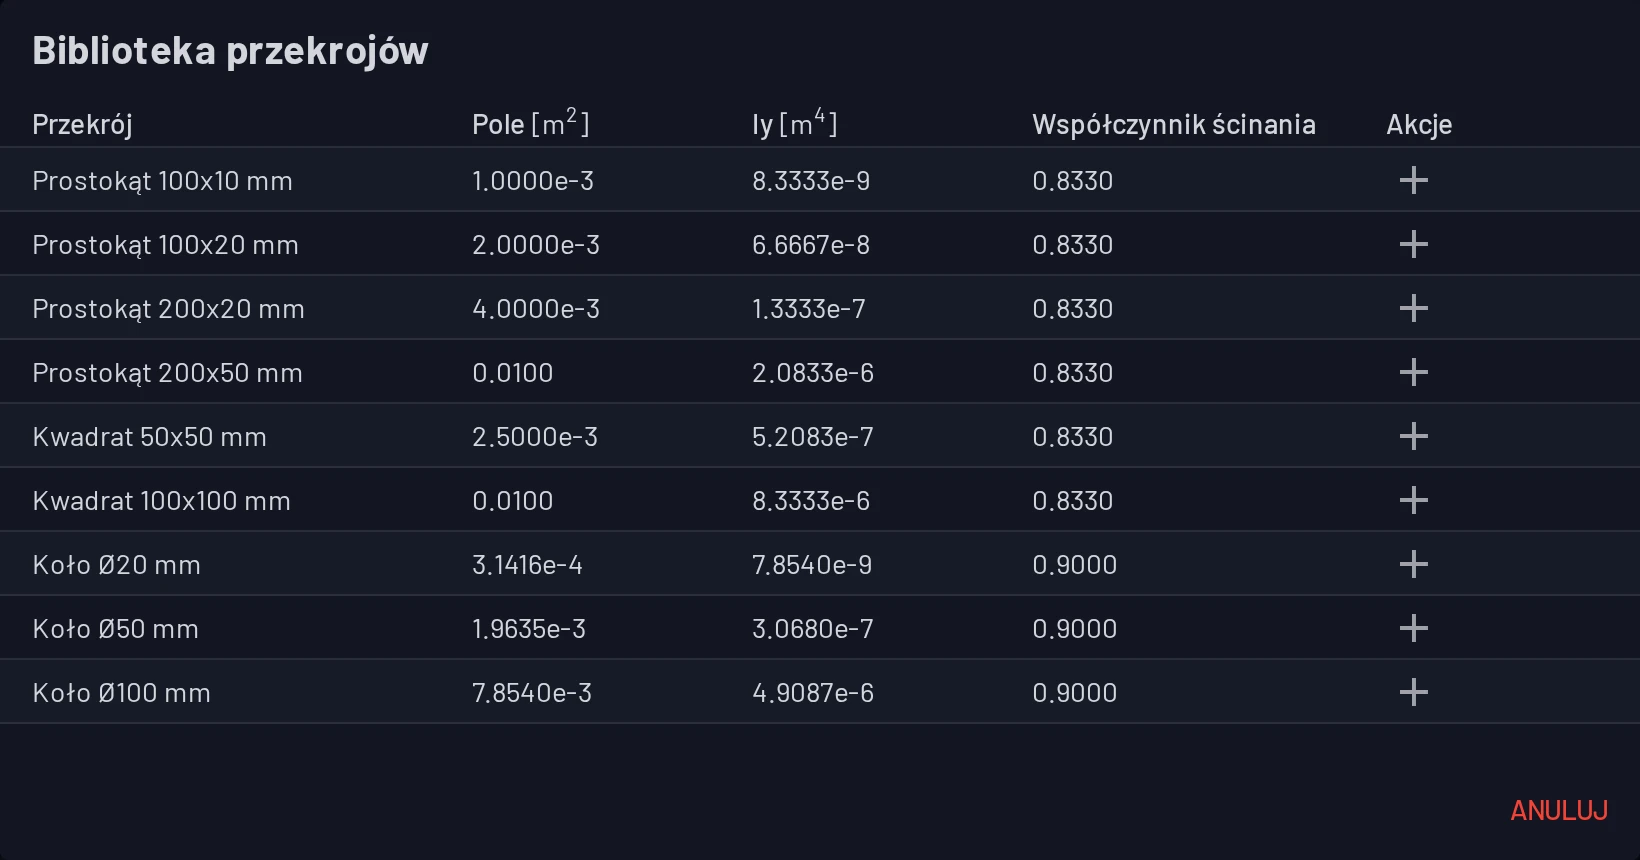 Biblioteka przekrojów
Przekrój Pole [m²] Iy [m⁴] Współczynnik ścinania Akcje
Prostokąt 100x10 mm 1.0000e-3 8.3333e-9 0.8330
Prostokąt 100x20 mm 2.0000e-3 6.6667e-8 0.8330
Prostokąt 200x20 mm 4.0000e-3 1.3333e-7 0.8330
Prostokąt 200x50 mm 0.0100 2.0833e-6 0.8330
Kwadrat 50x50 mm 2.5000e-3 5.2083e-7 0.8330
Kwadrat 100x100 mm 0.0100 8.3333e-6 0.8330
Koło Ø20 mm 3.1416e-4 7.8540e-9 0.9000
Koło Ø50 mm 1.9635e-3 3.0680e-7 0.9000
Koło Ø100 mm 7.8540e-3 4.9087e-6 0.9000
ANULUJ